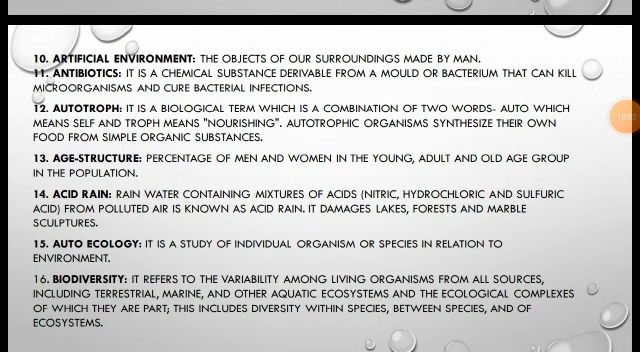 10. ARTIFICIAL ENVIRONMENT: THE OBJECTS OF OUR SURROUNDINGS MADE BY MAN.
11. ANTIBIOTICS: IT IS A CHEMICAL SUBSTANCE DERIVABLE FROM A MOULD OR BACTERIUM THAT CAN KILL
MICROORGANISMS AND CURE BACTERIAL INFECTIONS.
12. AUTOTROPH: IT IS A BIOLOGICAL TERM WHICH IS A COMBINATION OF TWO WORDS- AUTO WHICH
MEANS SELF AND TROPH MEANS "NOURISHING". AUTOTROPHIC ORGANISMS SYNTHESIZE THEIR OWN
FOOD FROM SIMPLE ORGANIC SUBSTANCES.
13. AGE-STRUCTURE: PERCENTAGE OF MEN AND WOMEN IN THE YOUNG, ADULT AND OLD AGE GROUP
IN THE POPULATION.
14. ACID RAIN: RAIN WATER CONTAINING MIXTURES OF ACIDS (NITRIC, HYDROCHLORIC AND SULFURIC
ACID) FROM POLLUTED AIR IS KNOWN AS ACID RAIN. IT DAMAGES LAKES, FORESTS AND MARBLE
SCULPTURES.
15. AUTO ECOLOGY: IT IS A STUDY OF INDIVIDUAL ORGANISM OR SPECIES IN RELATION TO
ENVIRONMENT.
16. BIODIVERSITY: IT REFERS TO THE VARIABILITY AMONG LIVING ORGANISMS FROM ALL SOURCES,
INCLUDING TERRESTRIAL, MARINE, AND OTHER AQUATIC ECOSYSTEMS AND THE ECOLOGICAL COMPLEXES
OF WHICH THEY ARE PART; THIS INCLUDES DIVERSITY WITHIN SPECIES, BETWEEN SPECIES, AND OF
ECOSYSTEMS.